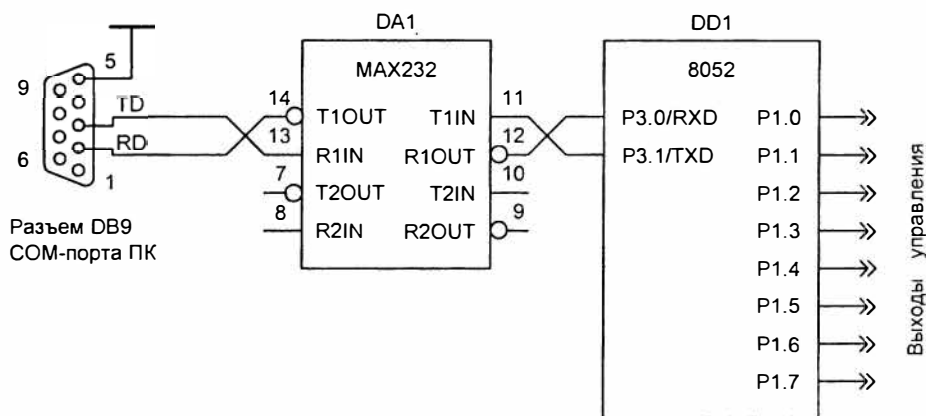 DA1
DD1
5
9
TD
RD
6
1
Разъем DB9
COM-порта ПК
MAX232
14
T1OUT
T1IN
11
13
R1IN
R1OUT
12
7
T2OUT
T2IN
10
8
R2IN
R2OUT
9
8052
P3.0/RXD
P1.0
P3.1/TXD
P1.1
P1.2
P1.3
P1.4
P1.5
P1.6
P1.7
Выходы управления